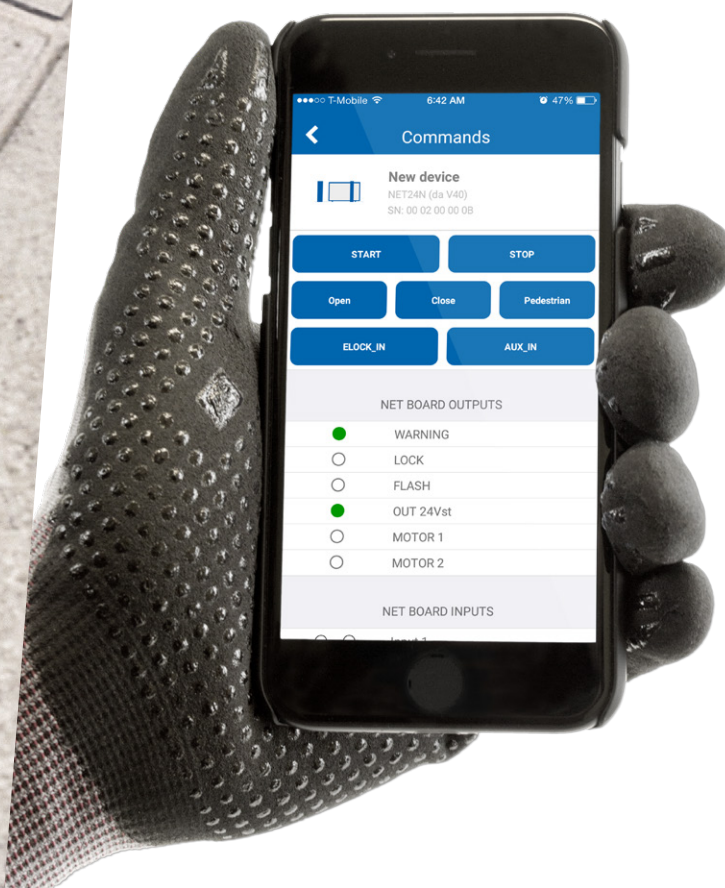 T-Mobile 6:42 AM 47%
Commands
New device
NET24N (da V40)
SN: 00 02 00 00 0B
START STOP
Open Close Pedestrian
ELOCK_IN AUX_IN
NET BOARD OUTPUTS
WARNING
LOCK
FLASH
OUT 24Vst
MOTOR 1
MOTOR 2
NET BOARD INPUTS
Input 1